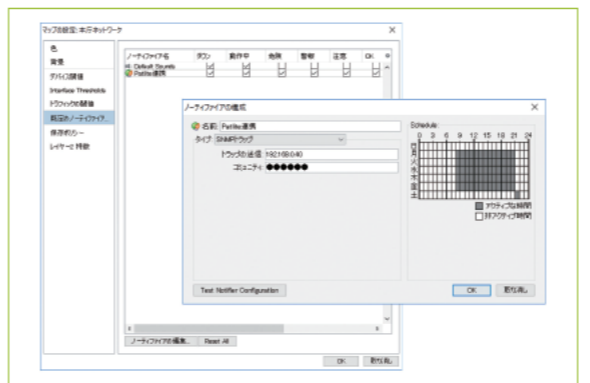 マップの設定: 本庁ネットワーク
色
背景
デバイス閾値
Interface Thresholds
トラフィックの閾値
既定のノーティファイア...
保存ポリシー
レイヤー2 特徴
ノーティファイア名 ダウン 動作中 危険 警報 注意 OK
Default Sounds
Patlite連携
ノーティファイアの編集... Reset All
OK 取り消し
ノーティファイアの構成
名前: Patlite連携
タイプ: SNMPトラップ
トラップの送信: 192.168.0.40
コミュニティ: ●●●●●●
Schedule:
0 3 6 9 12 15 18 21 24
日
月
火
水
木
金
土
アクティブな時間
非アクティブ時間
Test Notifier Configuration
OK 取り消し